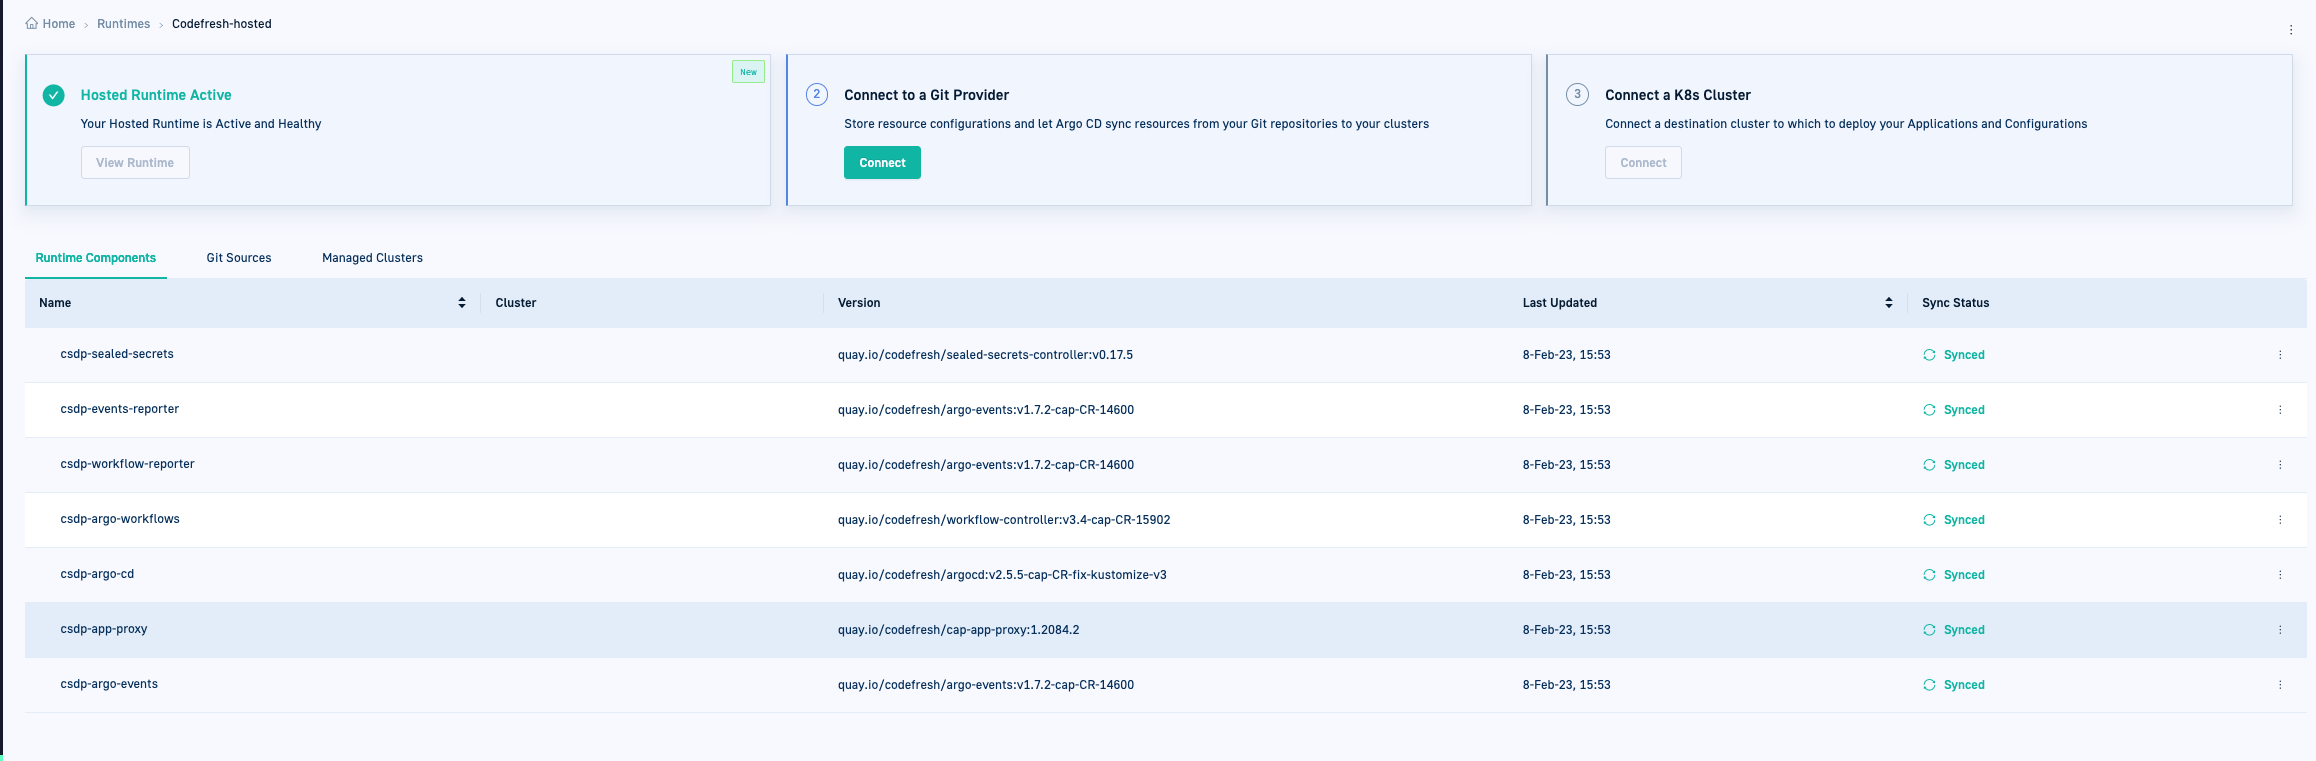 Home › Runtimes › Codefresh-hosted
New
Hosted Runtime Active
Your Hosted Runtime is Active and Healthy
View Runtime
2 Connect to a Git Provider
Store resource configurations and let Argo CD sync resources from your Git repositories to your clusters
Connect
3 Connect a K8s Cluster
Connect a destination cluster to which to deploy your Applications and Configurations
Connect
Runtime Components Git Sources Managed Clusters
Name Cluster Version Last Updated Sync Status
csdp-sealed-secrets quay.io/codefresh/sealed-secrets-controller:v0.17.5 8-Feb-23, 15:53 Synced
csdp-events-reporter quay.io/codefresh/argo-events:v1.7.2-cap-CR-14600 8-Feb-23, 15:53 Synced
csdp-workflow-reporter quay.io/codefresh/argo-events:v1.7.2-cap-CR-14600 8-Feb-23, 15:53 Synced
csdp-argo-workflows quay.io/codefresh/workflow-controller:v3.4-cap-CR-15902 8-Feb-23, 15:53 Synced
csdp-argo-cd quay.io/codefresh/argocd:v2.5.5-cap-CR-fix-kustomize-v3 8-Feb-23, 15:53 Synced
csdp-app-proxy quay.io/codefresh/cap-app-proxy:1.2084.2 8-Feb-23, 15:53 Synced
csdp-argo-events quay.io/codefresh/argo-events:v1.7.2-cap-CR-14600 8-Feb-23, 15:53 Synced